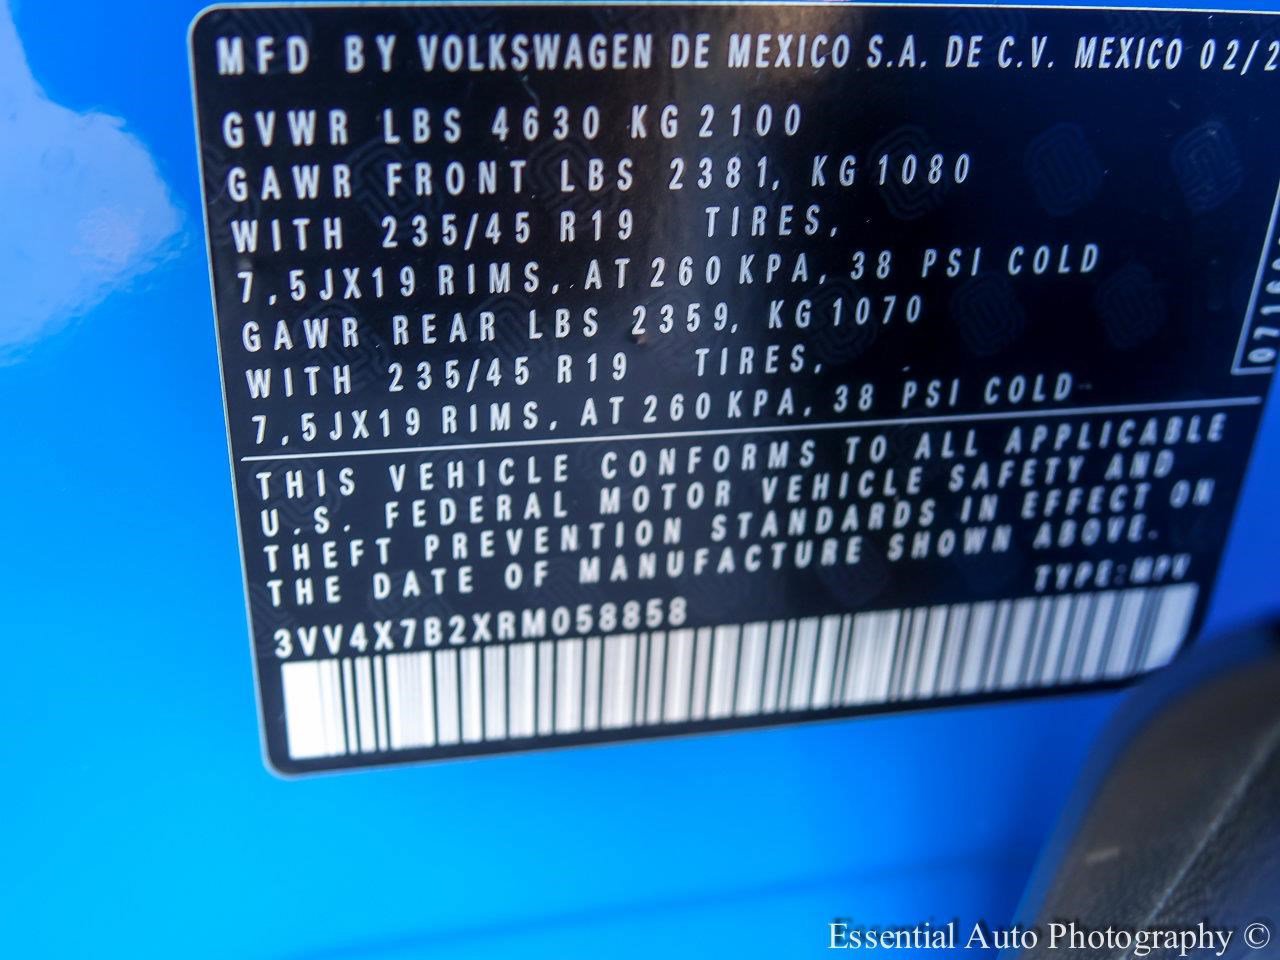 MFD BY VOLKSWAGEN DE MEXICO S.A. DE C.V. MEXICO 02/2
GVWR LBS 4630 KG 2100
GAWR FRONT LBS 2381, KG 1080
WITH 235/45 R19 TIRES,
7,5JX19 RIMS, AT 260 KPA, 38 PSI COLD
GAWR REAR LBS 2359, KG 1070
WITH 235/45 R19 TIRES,
7,5JX19 RIMS, AT 260 KPA, 38 PSI COLD
THIS VEHICLE CONFORMS TO ALL APPLICABLE
U.S. FEDERAL MOTOR VEHICLE SAFETY AND
THEFT PREVENTION STANDARDS IN EFFECT ON
THE DATE OF MANUFACTURE SHOWN ABOVE.
TYPE:MPV
3VV4X7B2XRM058858
Essential Auto Photography ©